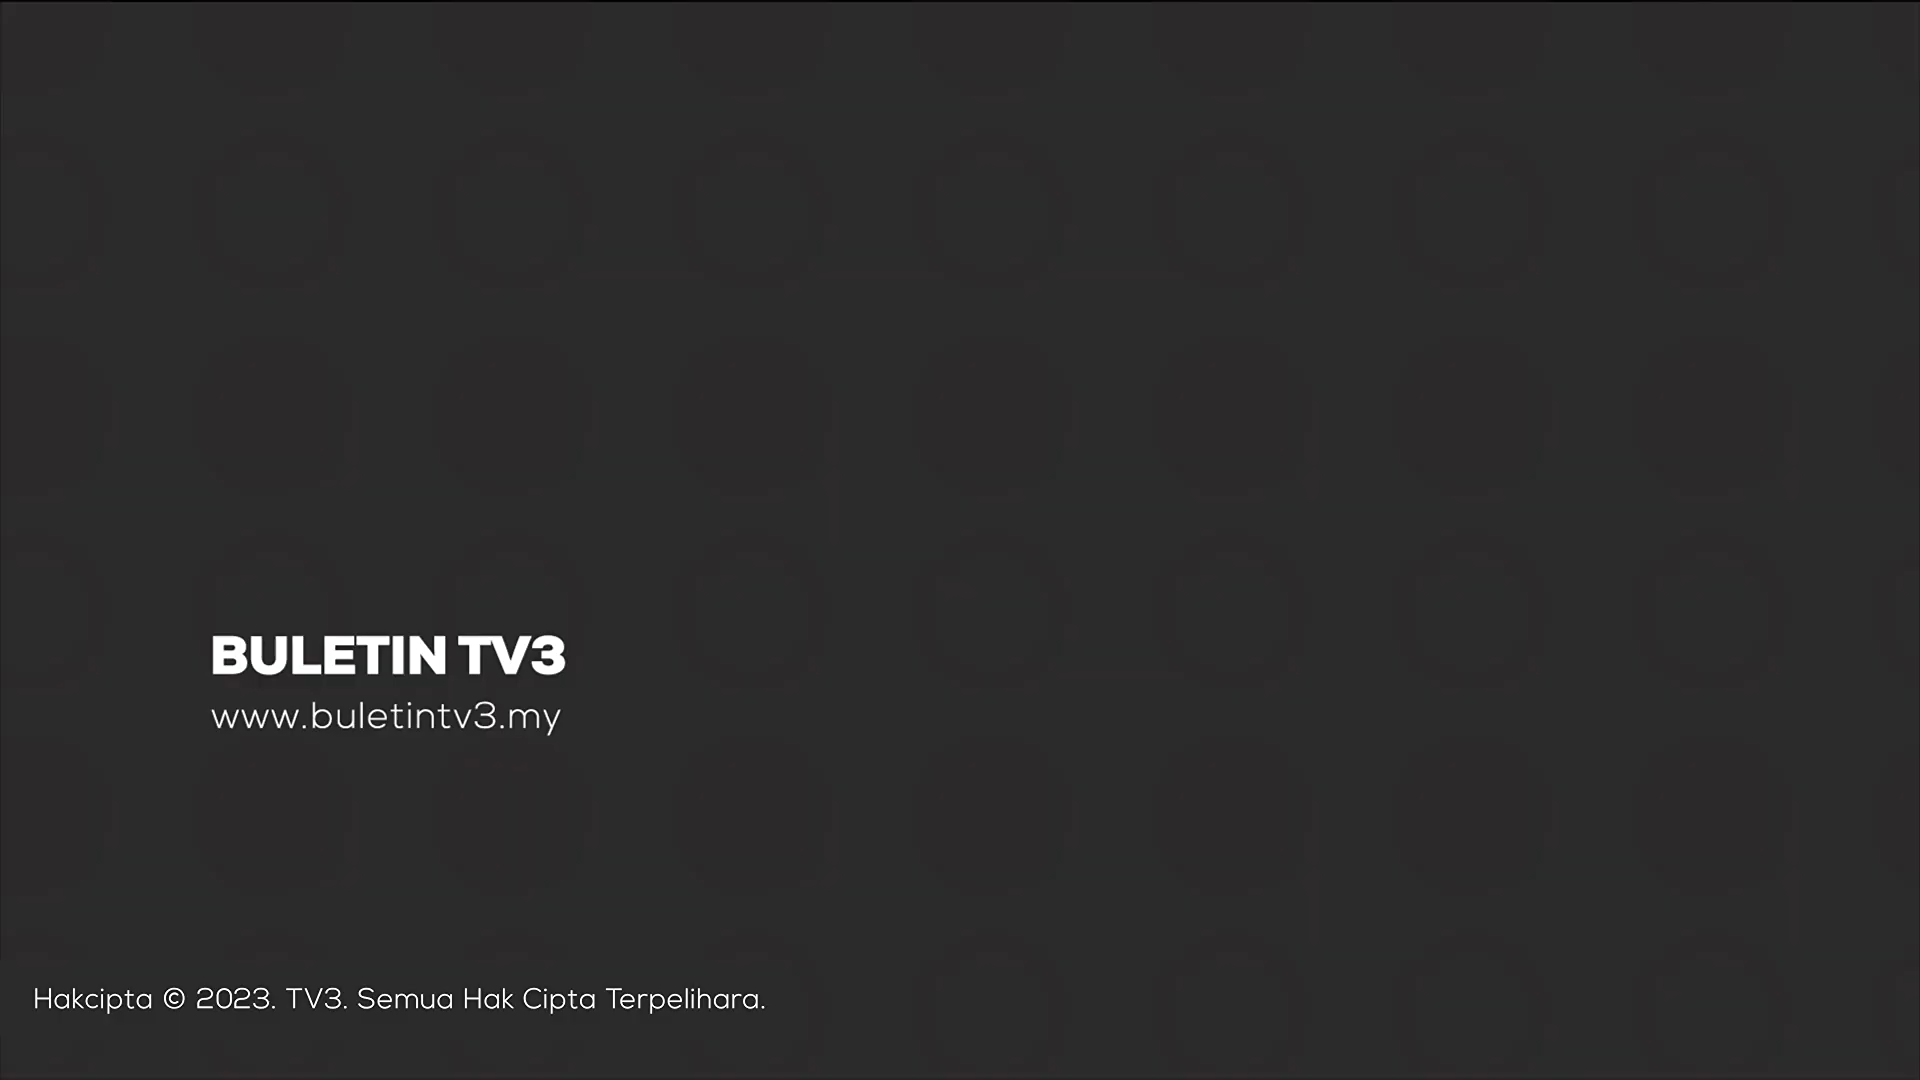 BULETIN TV3
www.buletintv3.my
Hakcipta © 2023. TV3. Semua Hak Cipta Terpelihara.